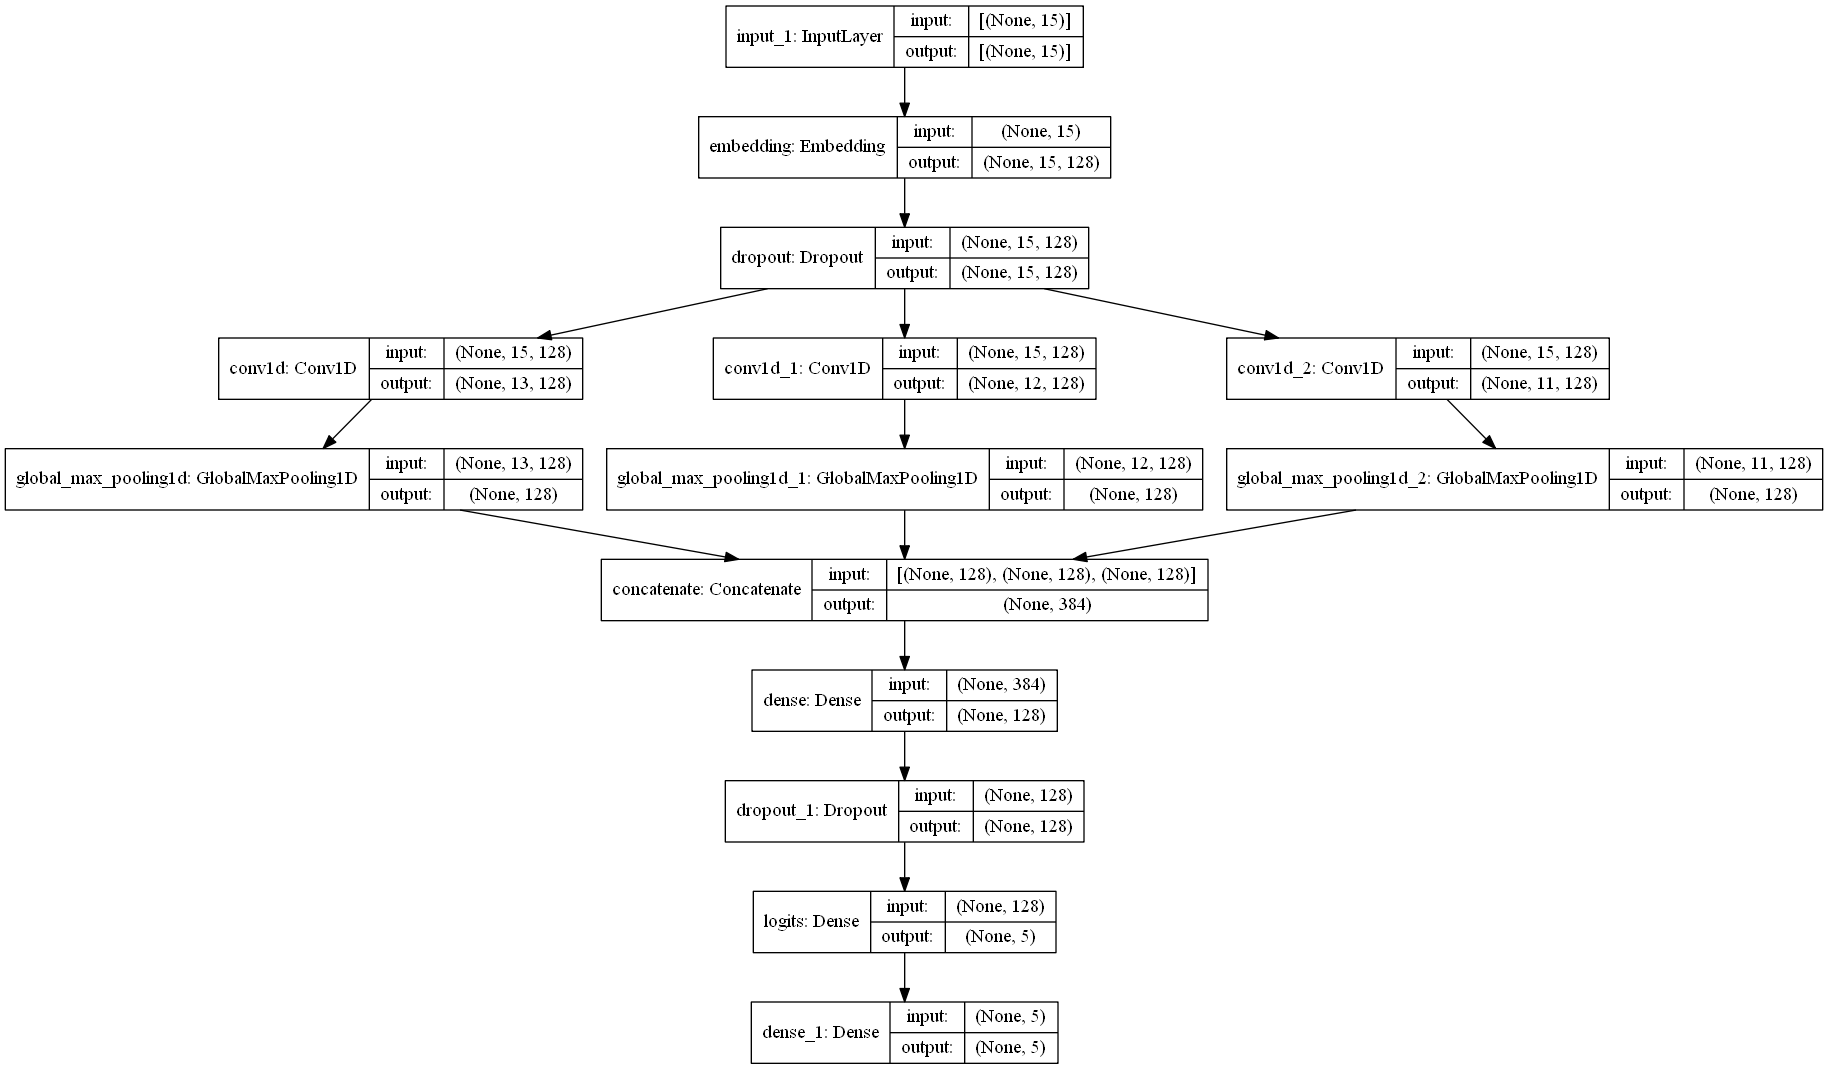 input_1: InputLayer
input: [(None, 15)]
output: [(None, 15)]
embedding: Embedding
input: (None, 15)
output: (None, 15, 128)
dropout: Dropout
input: (None, 15, 128)
output: (None, 15, 128)
conv1d: Conv1D
input: (None, 15, 128)
output: (None, 13, 128)
conv1d_1: Conv1D
input: (None, 15, 128)
output: (None, 12, 128)
conv1d_2: Conv1D
input: (None, 15, 128)
output: (None, 11, 128)
global_max_pooling1d: GlobalMaxPooling1D
input: (None, 13, 128)
output: (None, 128)
global_max_pooling1d_1: GlobalMaxPooling1D
input: (None, 12, 128)
output: (None, 128)
global_max_pooling1d_2: GlobalMaxPooling1D
input: (None, 11, 128)
output: (None, 128)
concatenate: Concatenate
input: [(None, 128), (None, 128), (None, 128)]
output: (None, 384)
dense: Dense
input: (None, 384)
output: (None, 128)
dropout_1: Dropout
input: (None, 128)
output: (None, 128)
logits: Dense
input: (None, 128)
output: (None, 5)
dense_1: Dense
input: (None, 5)
output: (None, 5)